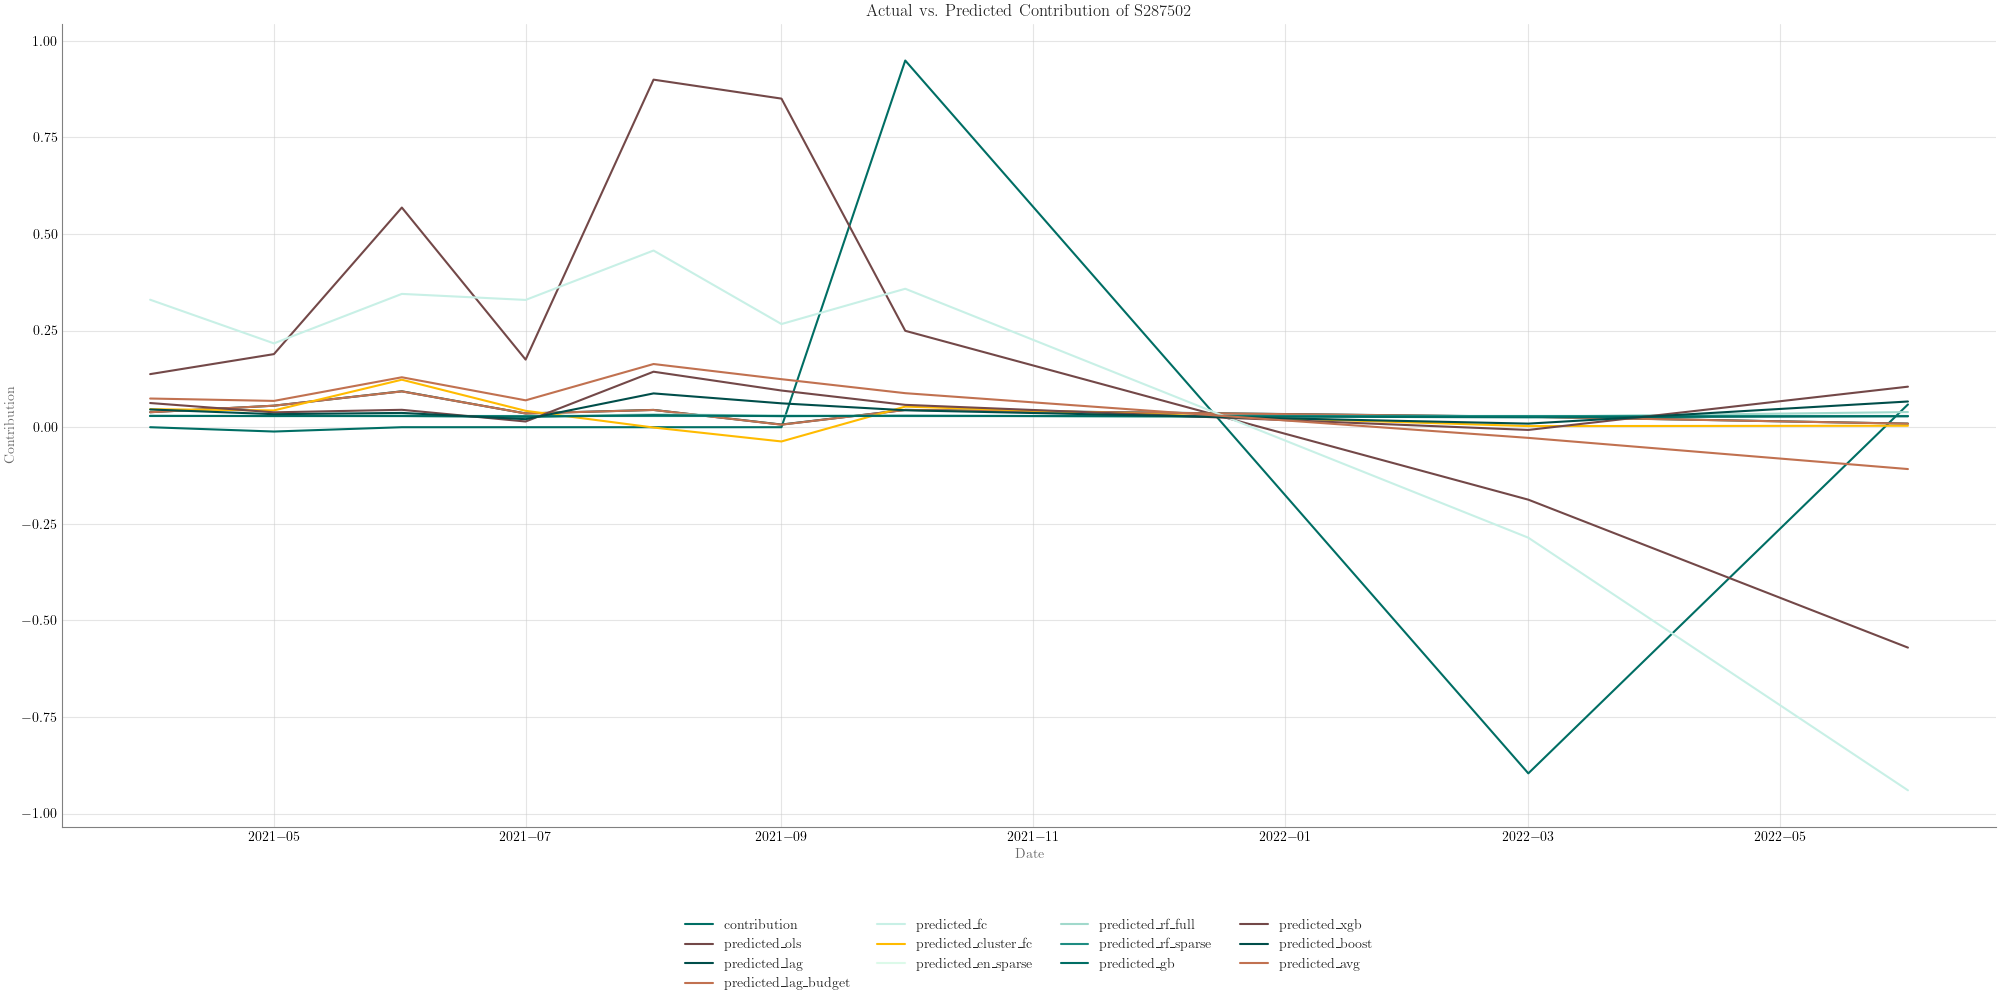 Actual vs. Predicted Contribution of S287502
1.00
0.75
0.50
0.25
0.00
−0.25
−0.50
−0.75
−1.00
Contribution
2021−05 2021−07 2021−09 2021−11 2022−01 2022−03 2022−05
Date
contribution predicted_fc predicted_rf_full predicted_xgb
predicted_ols predicted_cluster_fc predicted_rf_sparse predicted_boost
predicted_lag predicted_en_sparse predicted_gb predicted_avg
predicted_lag_budget